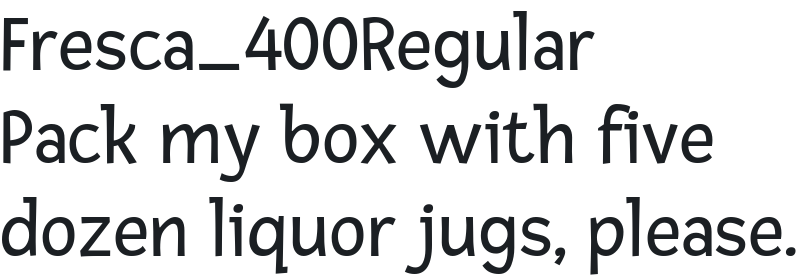 Fresca_400Regular
Pack my box with five
dozen liquor jugs, please.